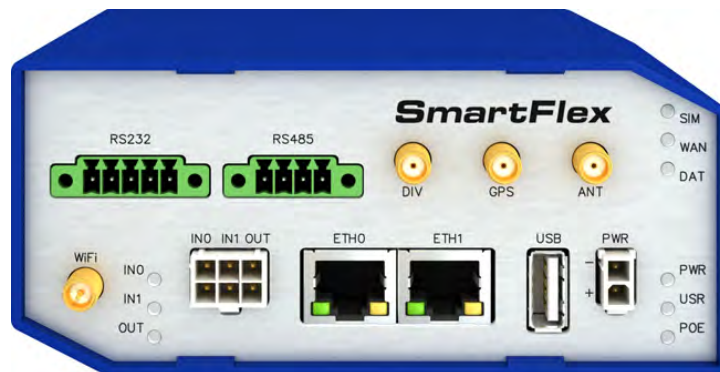 SmartFlex
SIM
WAN
DAT
RS232
RS485
DIV
GPS
ANT
WiFi
IN0
IN1
OUT
IN0 IN1 OUT
ETH0
ETH1
USB
PWR
−
+
PWR
USR
POE